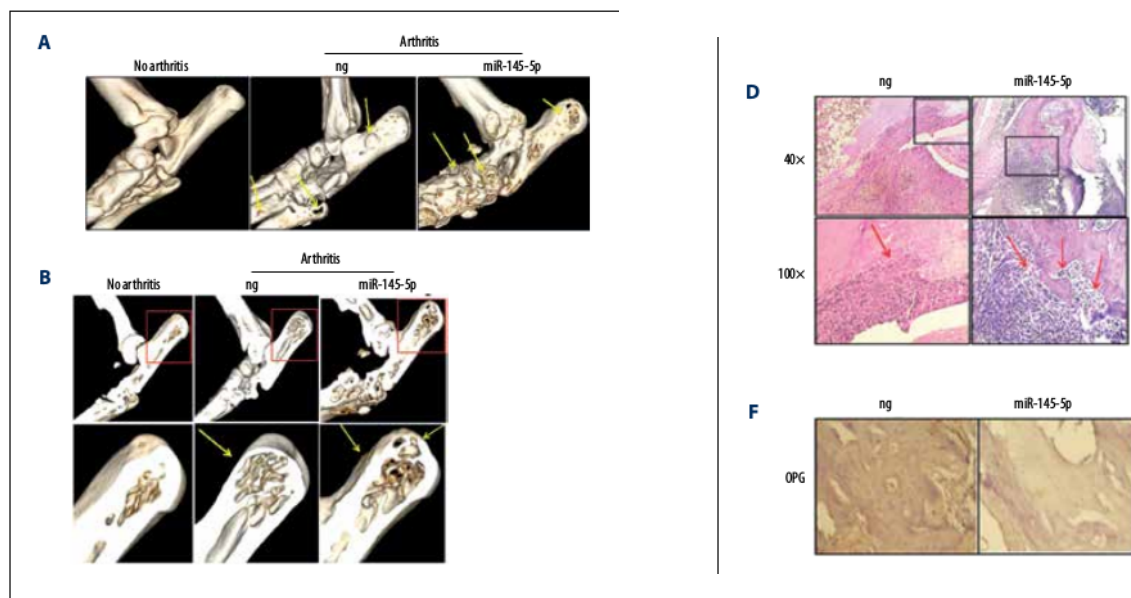 A
Arthritis
No arthritis
ng
miR-145-5p
B
Arthritis
No arthritis
ng
miR-145-5p
D
ng
miR-145-5p
40×
100×
F
ng
miR-145-5p
OPG